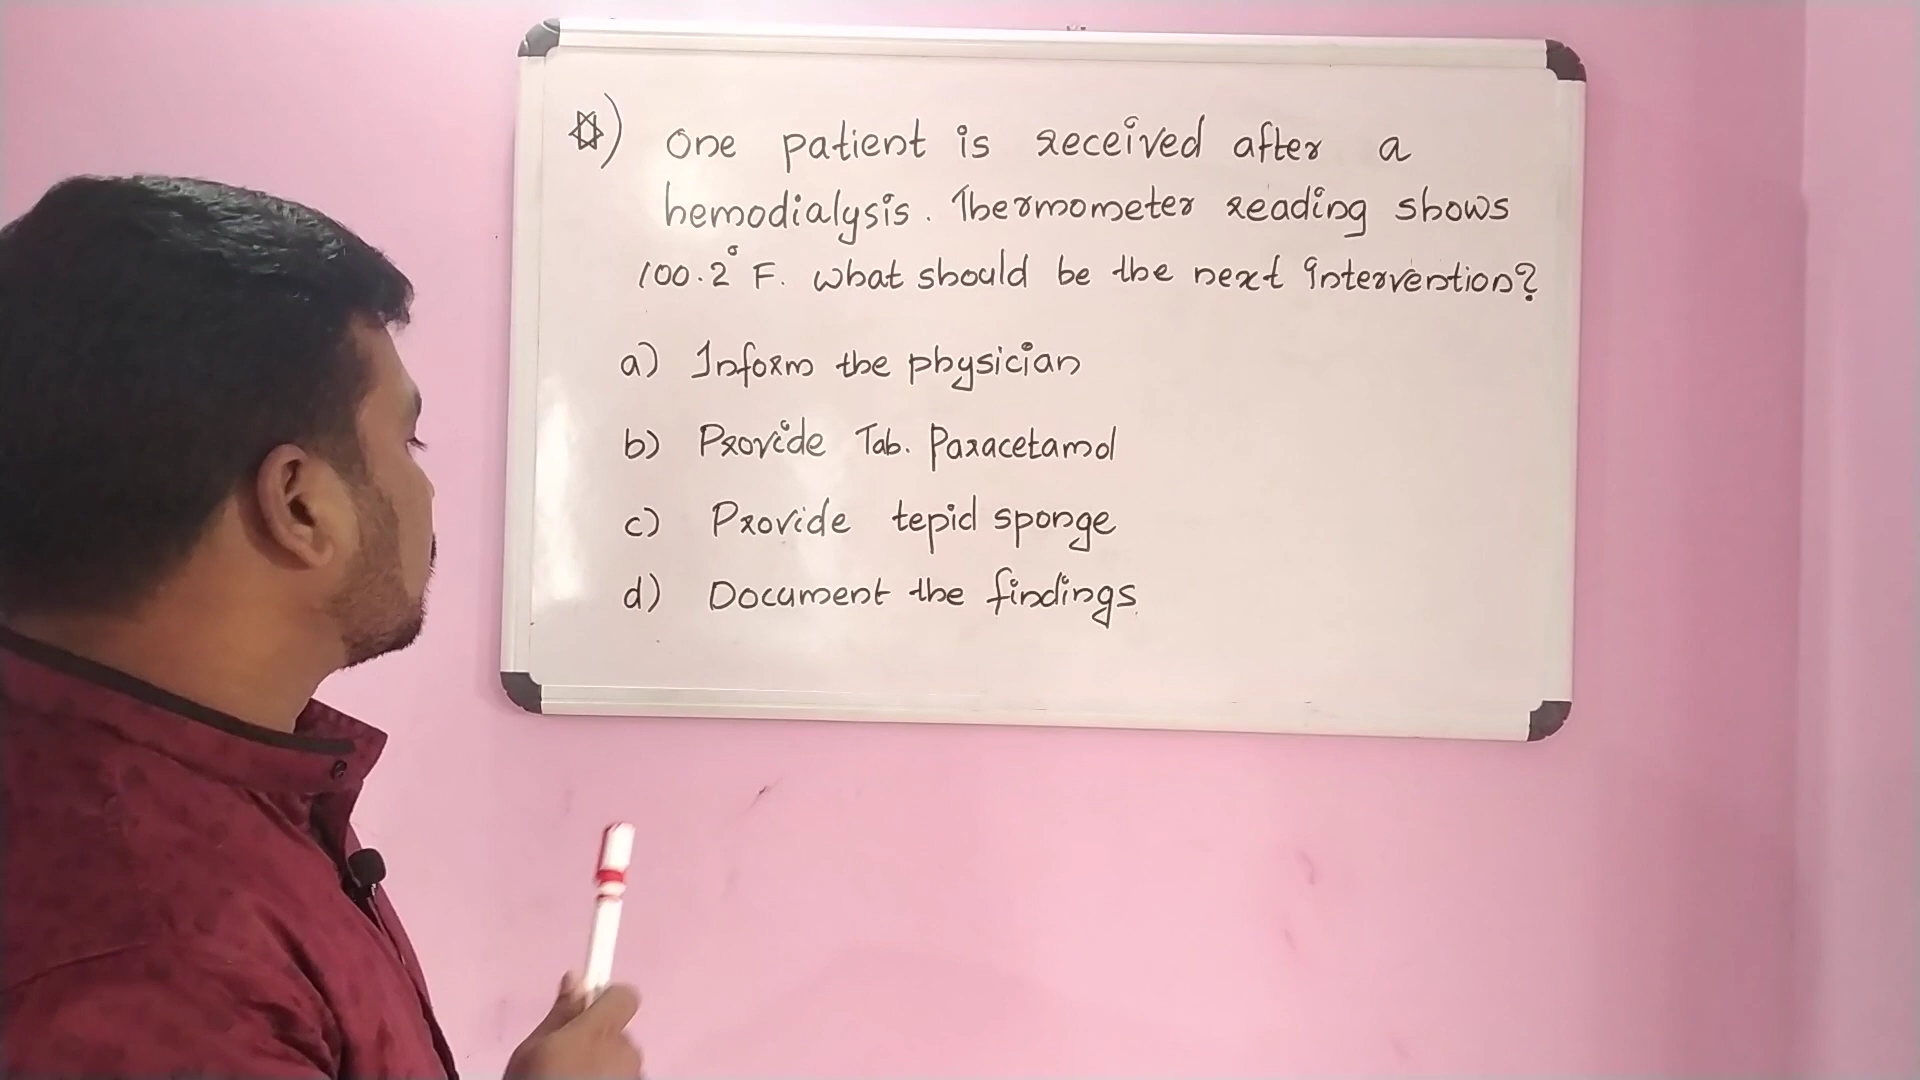 Q) One patient is received after a
hemodialysis. Thermometer reading shows
100.2° F. what should be the next intervention?
a) Inform the physician
b) Provide Tab. Paracetamol
c) Provide tepid sponge
d) Document the findings.